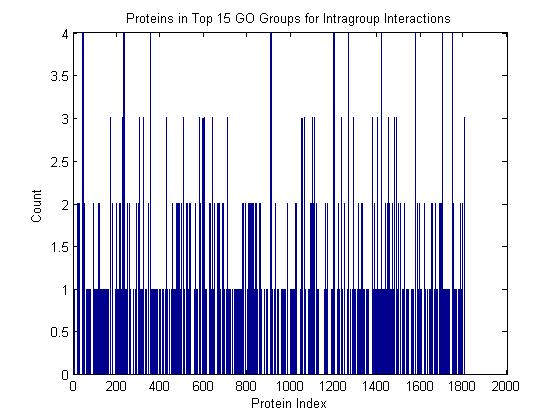 Proteins in Top 15 GO Groups for Intragroup Interactions
4
3.5
3
2.5
2
1.5
1
0.5
0
Count
0 200 400 600 800 1000 1200 1400 1600 1800 2000
Protein Index